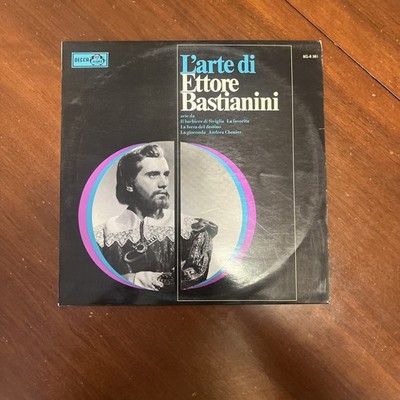 DECCA
L'arte di
Ettore
Bastianini
arie da
Il barbiere di Siviglia La favorita
La forza del destino
La gioconda Andrea Chenier